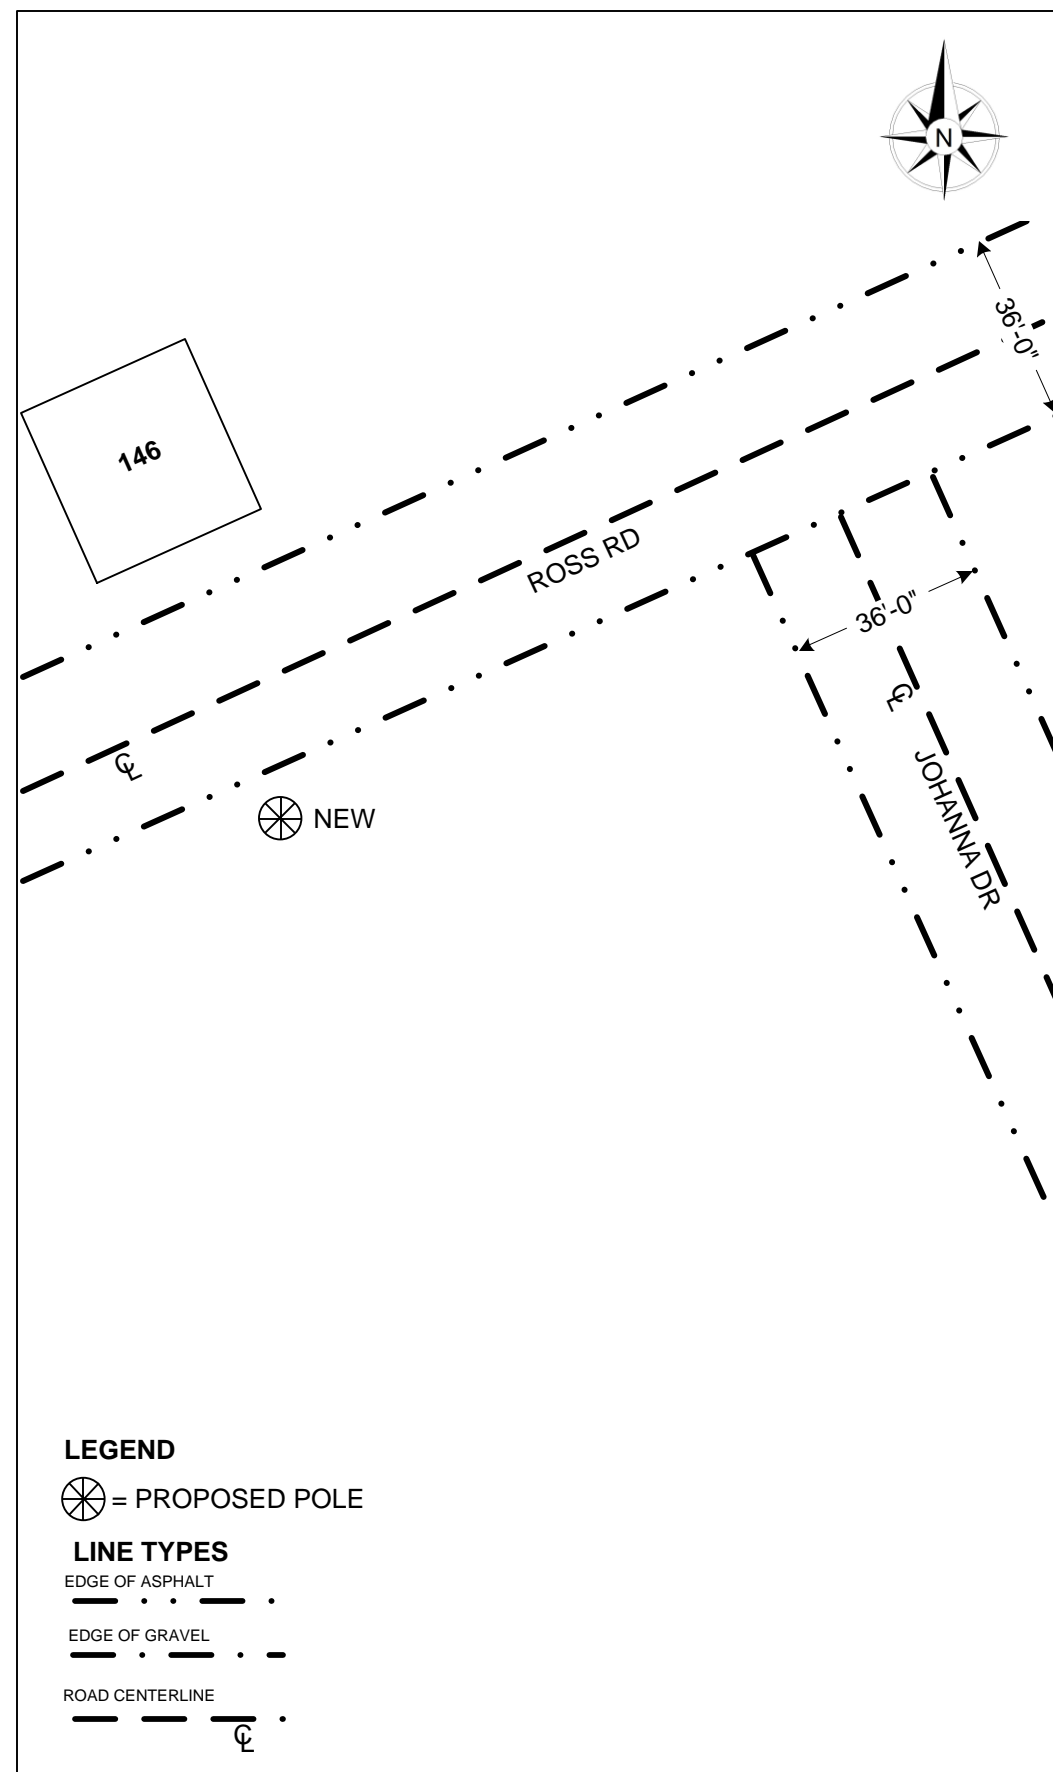 N
36'-0"
146
ROSS RD
36'-0"
℄
℄
JOHANNA DR
NEW
LEGEND
= PROPOSED POLE
LINE TYPES
EDGE OF ASPHALT
EDGE OF GRAVEL
ROAD CENTERLINE
℄